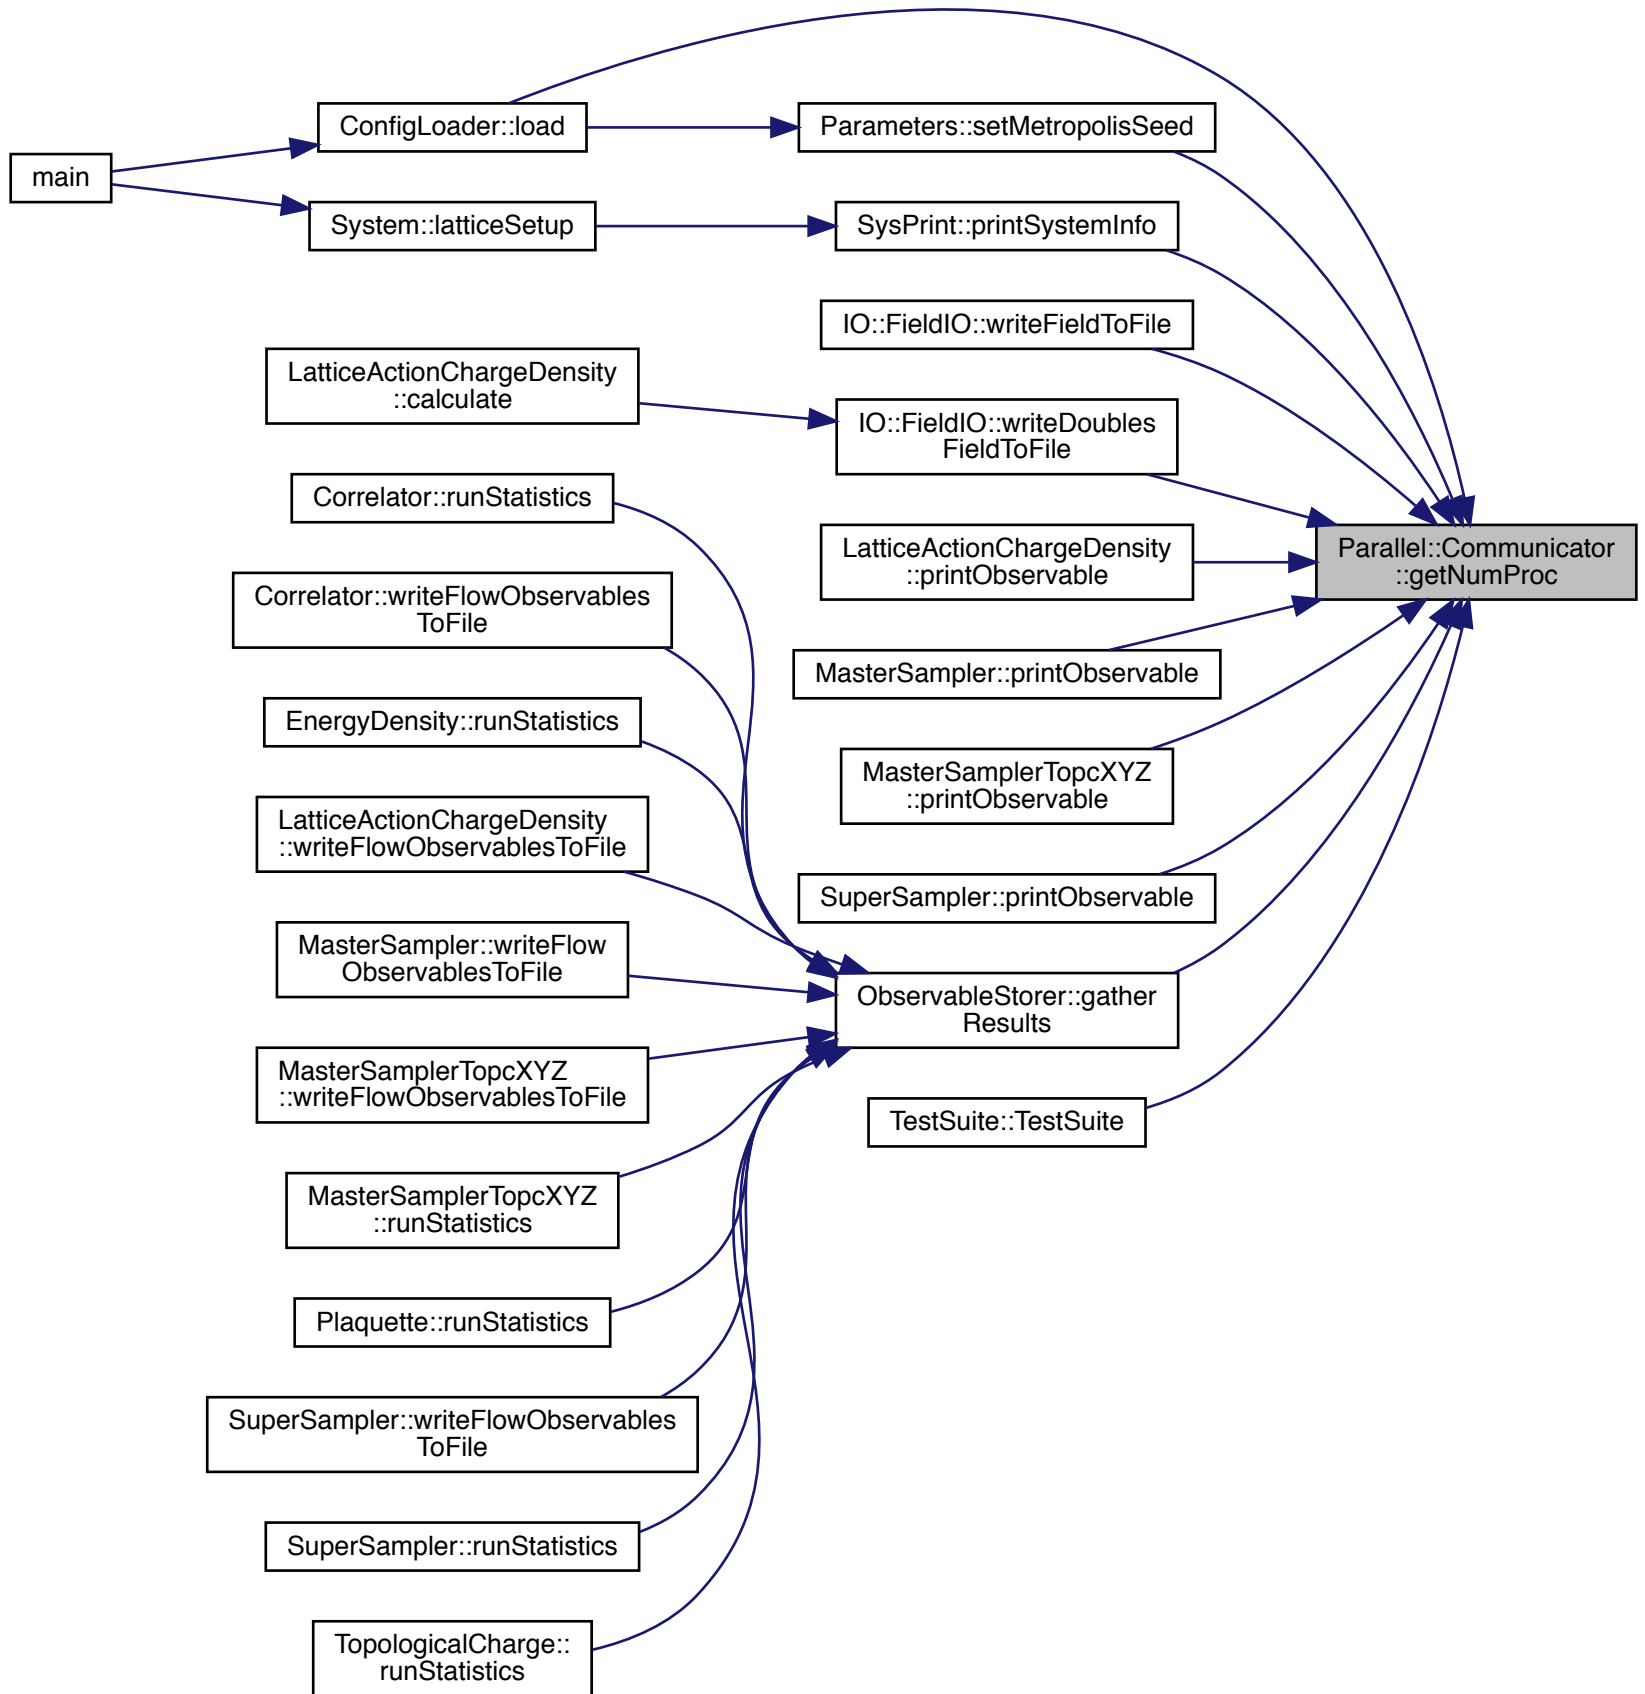 main
ConfigLoader::load
System::latticeSetup
Parameters::setMetropolisSeed
SysPrint::printSystemInfo
IO::FieldIO::writeFieldToFile
LatticeActionChargeDensity
::calculate
IO::FieldIO::writeDoubles
FieldToFile
Correlator::runStatistics
LatticeActionChargeDensity
::printObservable
Parallel::Communicator
::getNumProc
Correlator::writeFlowObservables
ToFile
MasterSampler::printObservable
EnergyDensity::runStatistics
MasterSamplerTopcXYZ
::printObservable
LatticeActionChargeDensity
::writeFlowObservablesToFile
SuperSampler::printObservable
MasterSampler::writeFlow
ObservablesToFile
ObservableStorer::gather
Results
MasterSamplerTopcXYZ
::writeFlowObservablesToFile
TestSuite::TestSuite
MasterSamplerTopcXYZ
::runStatistics
Plaquette::runStatistics
SuperSampler::writeFlowObservables
ToFile
SuperSampler::runStatistics
TopologicalCharge::
runStatistics